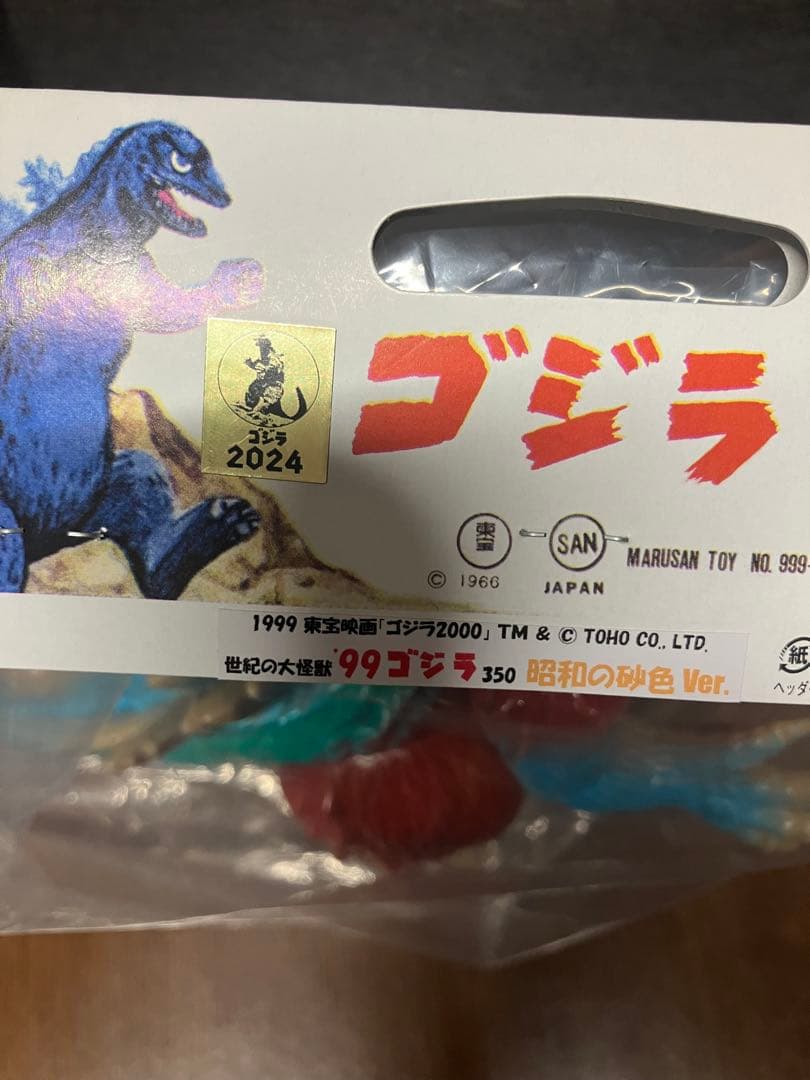 ゴジラ
ゴジラ
2024
東宝
SAN
© 1966
JAPAN
MARUSAN TOY NO. 999-
1999 東宝映画「ゴジラ2000」 TM & © TOHO CO., LTD.
世紀の大怪獣 '99ゴジラ 350 昭和の砂色 Ver.
紙
ヘッダ